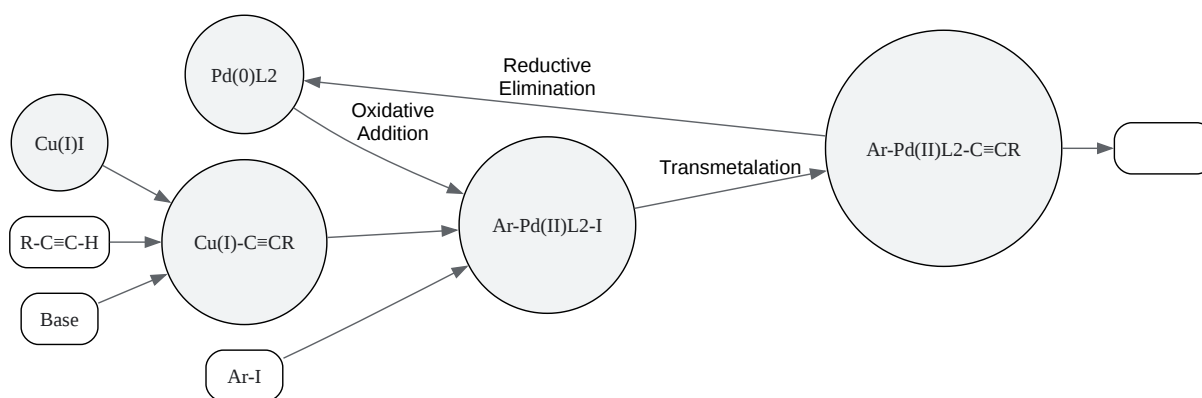 Pd(0)L2
Reductive
Elimination
Oxidative
Addition
Cu(I)I
Ar-Pd(II)L2-C≡CR
Transmetalation
R-C≡C-H
Cu(I)-C≡CR
Ar-Pd(II)L2-I
Base
Ar-I